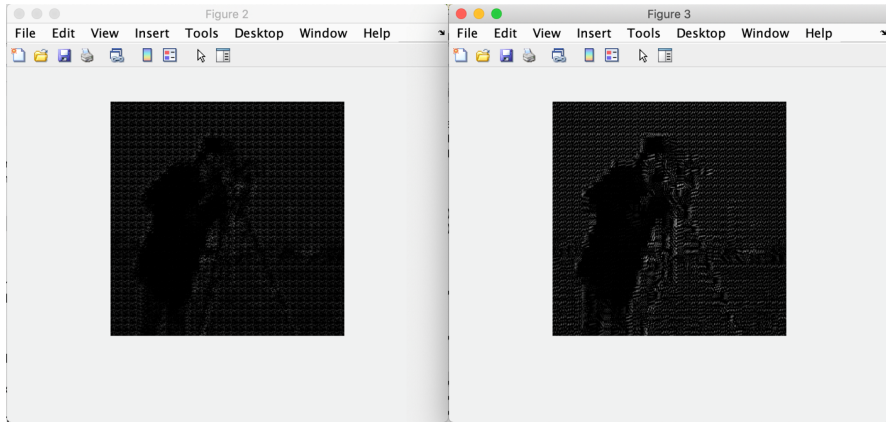 Figure 2
File Edit View Insert Tools Desktop Window Help
Figure 3
File Edit View Insert Tools Desktop Window Help